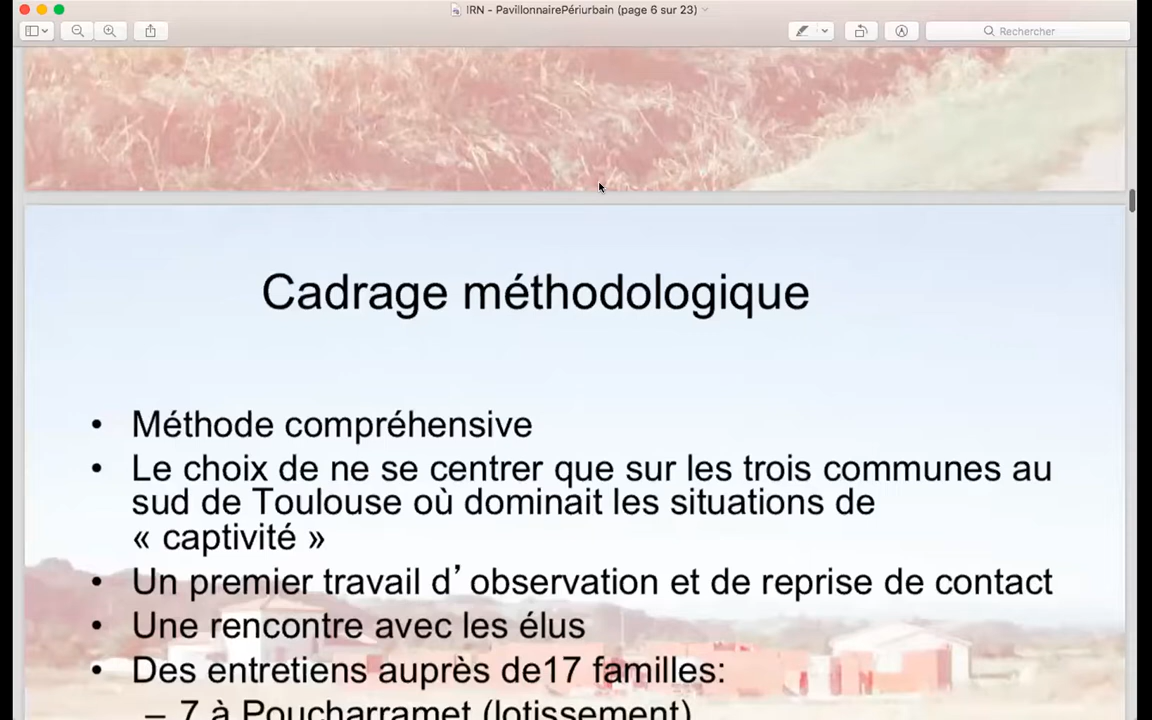 IRN - PavillonnairePériurbain (page 6 sur 23)
Rechercher
Cadrage méthodologique
• Méthode compréhensive
• Le choix de ne se centrer que sur les trois communes au
sud de Toulouse où dominait les situations de
« captivité »
• Un premier travail d’observation et de reprise de contact
• Une rencontre avec les élus
• Des entretiens auprès de17 familles:
– 7 à Poucharramet (lotissement)